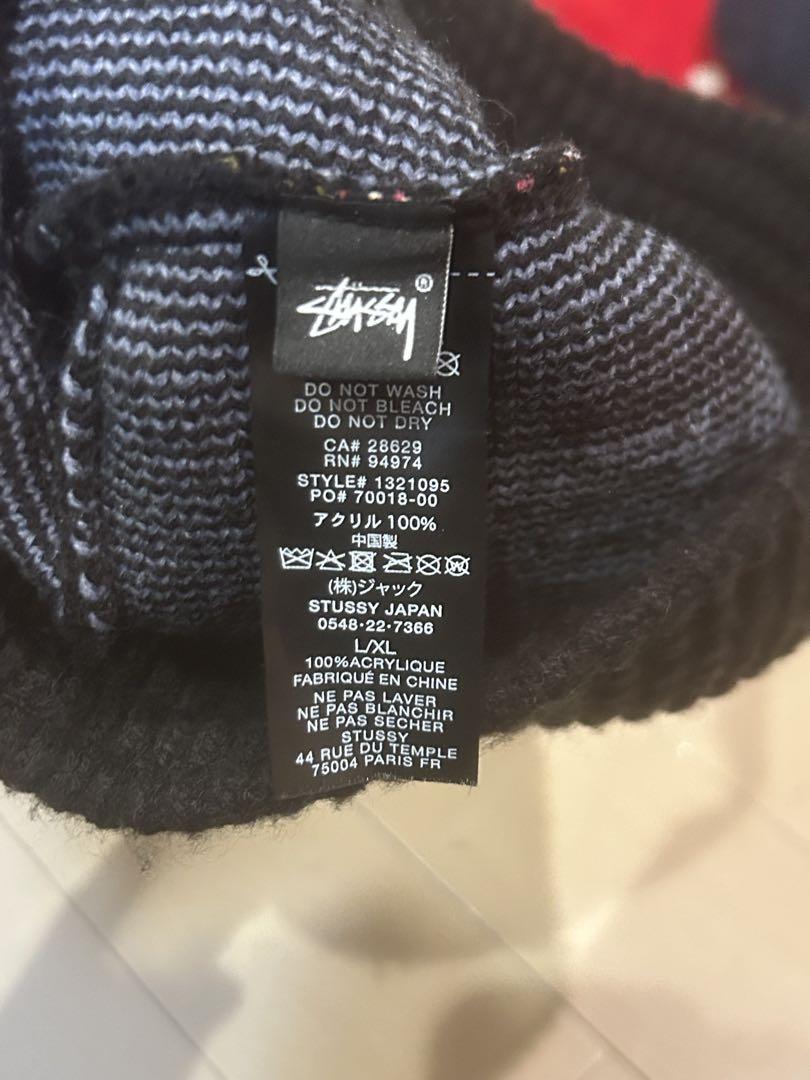 STÜSSY ®
DO NOT WASH
DO NOT BLEACH
DO NOT DRY
CA# 28629
RN# 94974
STYLE# 1321095
PO# 70018-00
アクリル 100%
中国製
(株)ジャック
STUSSY JAPAN
0548・22・7366
L/XL
100%ACRYLIQUE
FABRIQUÉ EN CHINE
NE PAS LAVER
NE PAS BLANCHIR
NE PAS SECHER
STUSSY
44 RUE DU TEMPLE
75004 PARIS FR